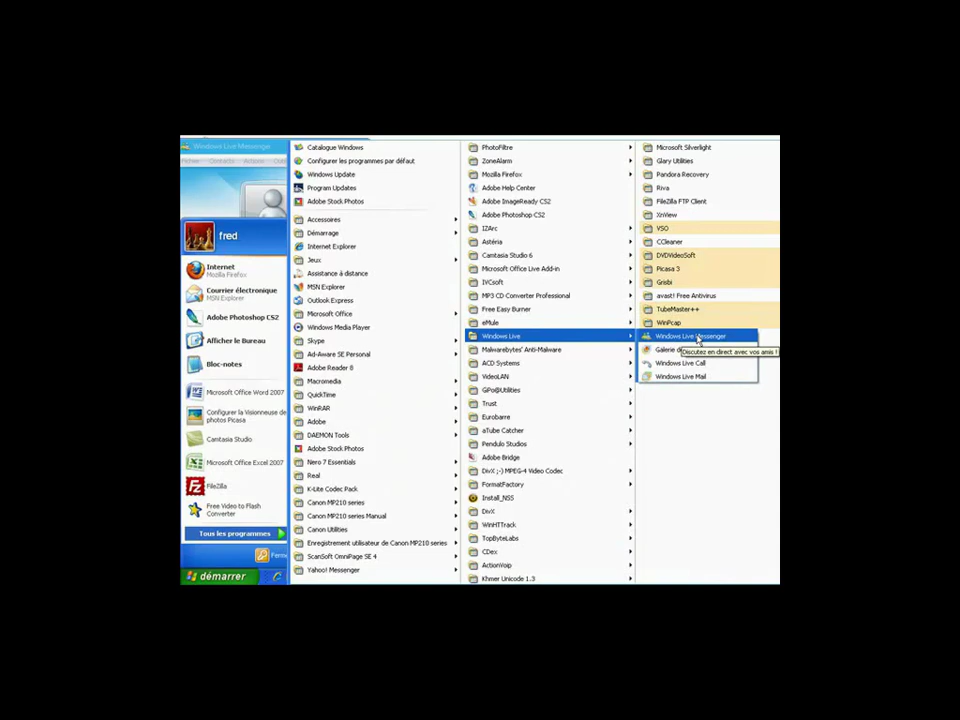 Windows Live Messenger
Fichier Contacts Actions
fred
Internet
Mozilla Firefox
Courrier électronique
MSN Explorer
Adobe Photoshop CS2
Afficher le Bureau
Bloc-notes
Microsoft Office Word 2007
Configurer la Visionneuse de
photos Picasa
Camtasia Studio
Microsoft Office Excel 2007
FileZilla
Free Video to Flash
Converter
Tous les programmes
Ferme
démarrer
Catalogue Windows
Configurer les programmes par défaut
Windows Update
Program Updates
Adobe Stock Photos
Accessoires
Démarrage
Internet Explorer
Jeux
Assistance à distance
MSN Explorer
Outlook Express
Microsoft Office
Windows Media Player
Ad-Aware SE Personal
Adobe Reader 8
Macromedia
QuickTime
WinRAR
Adobe
DAEMON Tools
Adobe Stock Photos
Nero 7 Essentials
Real
K-Lite Codec Pack
Canon MP210 series
Canon MP210 series Manual
Canon Utilities
Enregistrement utilisateur de Canon MP210 series
ScanSoft OmniPage SE 4
Yahoo! Messenger
Skype
PhotoFiltre
ZoneAlarm
Mozilla Firefox
Adobe Help Center
Adobe ImageReady CS2
Adobe Photoshop CS2
IZArc
Astéria
Camtasia Studio 6
Microsoft Office Live Add-in
IVCsoft
MP3 CD Converter Professional
Free Easy Burner
eMule
Windows Live
Malwarebytes' Anti-Malware
ACD Systems
VideoLAN
GPo@Utilities
Trust
Eurobarre
aTube Catcher
Pendulo Studios
Adobe Bridge
DivX ;-) MPEG-4 Video Codec
FormatFactory
Install_NSS
DivX
WinHTTrack
TopByteLabs
CDex
ActionVoip
Khmer Unicode 1.3
Microsoft Silverlight
Glary Utilities
Pandora Recovery
Riva
FileZilla FTP Client
XnView
VSO
CCleaner
DVDVideoSoft
Picasa 3
Grisbi
avast! Free Antivirus
TubeMaster++
WinPcap
Windows Live Messenger
Galerie de
Discutez en direct avec vos amis !
Windows Live Call
Windows Live Mail